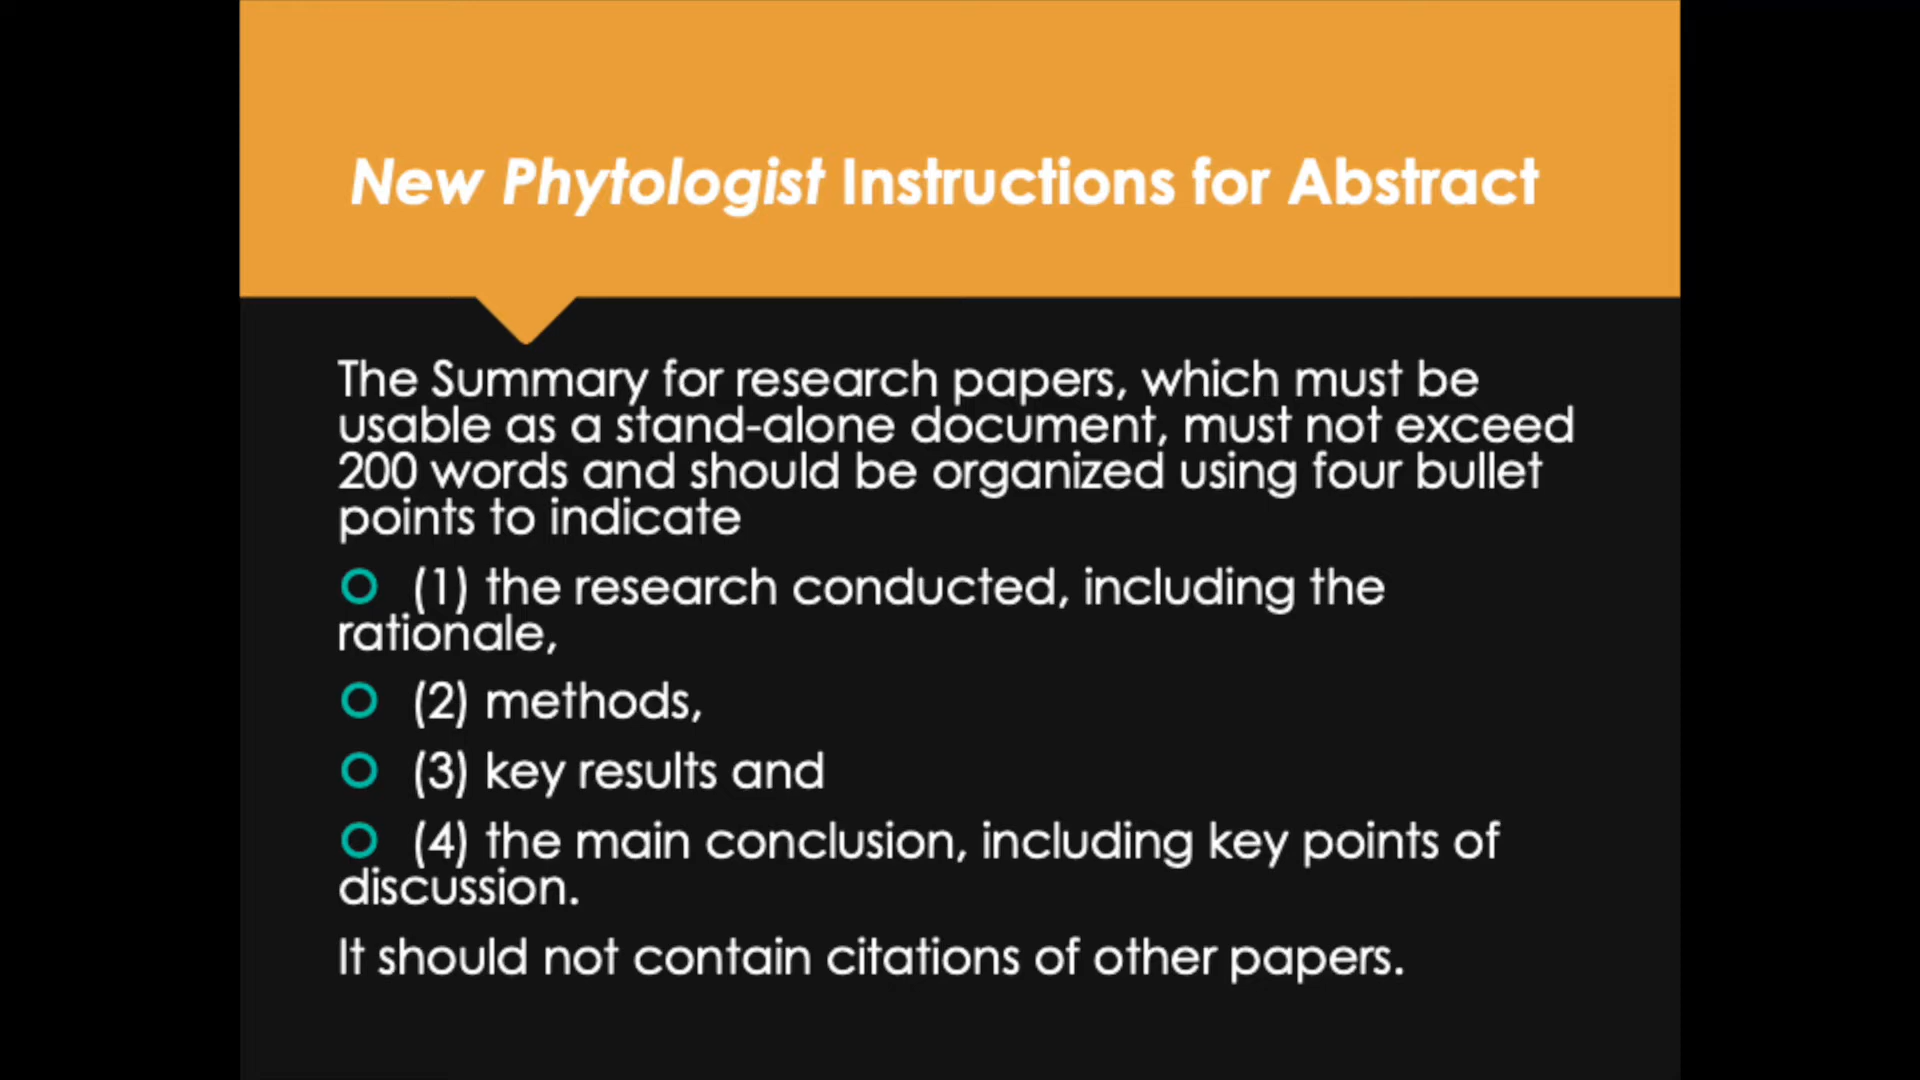 New Phytologist Instructions for Abstract
The Summary for research papers, which must be
usable as a stand-alone document, must not exceed
200 words and should be organized using four bullet
points to indicate
(1) the research conducted, including the
rationale,
(2) methods,
(3) key results and
(4) the main conclusion, including key points of
discussion.
It should not contain citations of other papers.